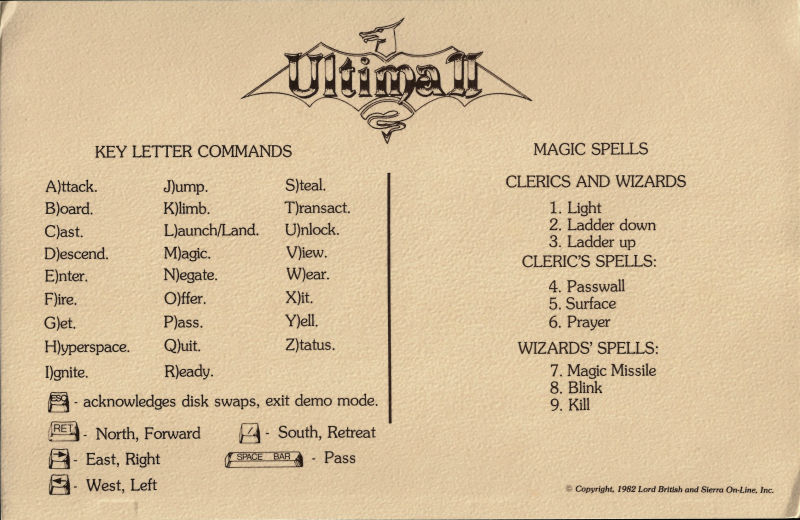 Ultima II
KEY LETTER COMMANDS
A)ttack.
B)oard.
C)ast.
D)escend.
E)nter.
F)ire.
G)et.
H)yperspace.
I)gnite.
J)ump.
K)limb.
L)aunch/Land.
M)agic.
N)egate.
O)ffer.
P)ass.
Q)uit.
R)eady.
S)teal.
T)ransact.
U)nlock.
V)iew.
W)ear.
X)it.
Y)ell.
Z)tatus.
ESC - acknowledges disk swaps, exit demo mode.
RET - North, Forward
/ - South, Retreat
→ - East, Right
SPACE BAR - Pass
← - West, Left
MAGIC SPELLS
CLERICS AND WIZARDS
1. Light
2. Ladder down
3. Ladder up
CLERIC'S SPELLS:
4. Passwall
5. Surface
6. Prayer
WIZARDS' SPELLS:
7. Magic Missile
8. Blink
9. Kill
© Copyright, 1982 Lord British and Sierra On-Line, Inc.